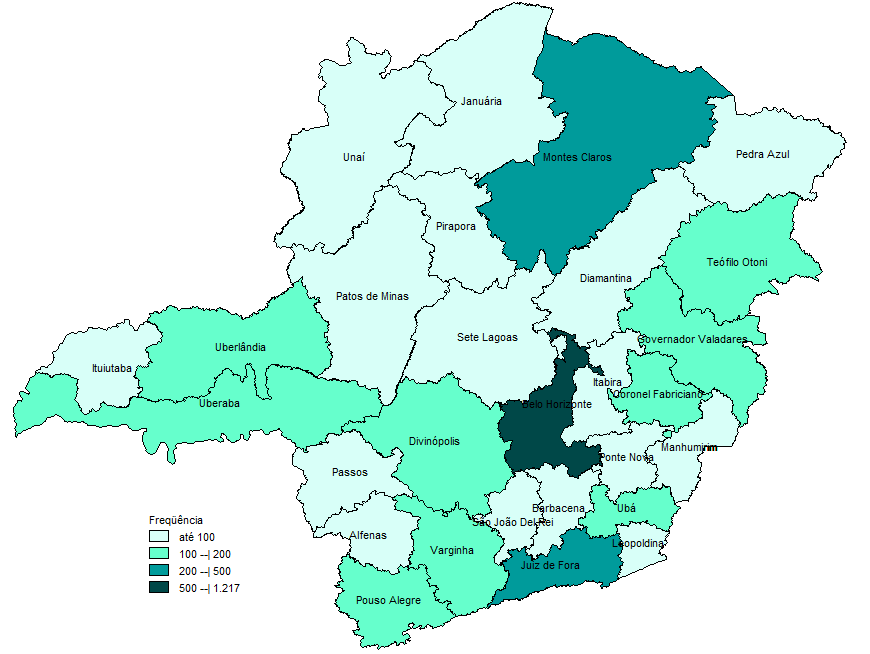 Januária
Unaí
Montes Claros
Pedra Azul
Pirapora
Teófilo Otoni
Diamantina
Patos de Minas
Sete Lagoas
Governador Valadares
Uberlândia
Ituiutaba
Itabira
Coronel Fabriciano
Uberaba
Belo Horizonte
Divinópolis
Manhumirim
Ponte Nova
Passos
Barbacena
Ubá
São João Del Rei
Alfenas
Leopoldina
Varginha
Juiz de Fora
Pouso Alegre
Freqüência
até 100
100 --| 200
200 --| 500
500 --| 1.217